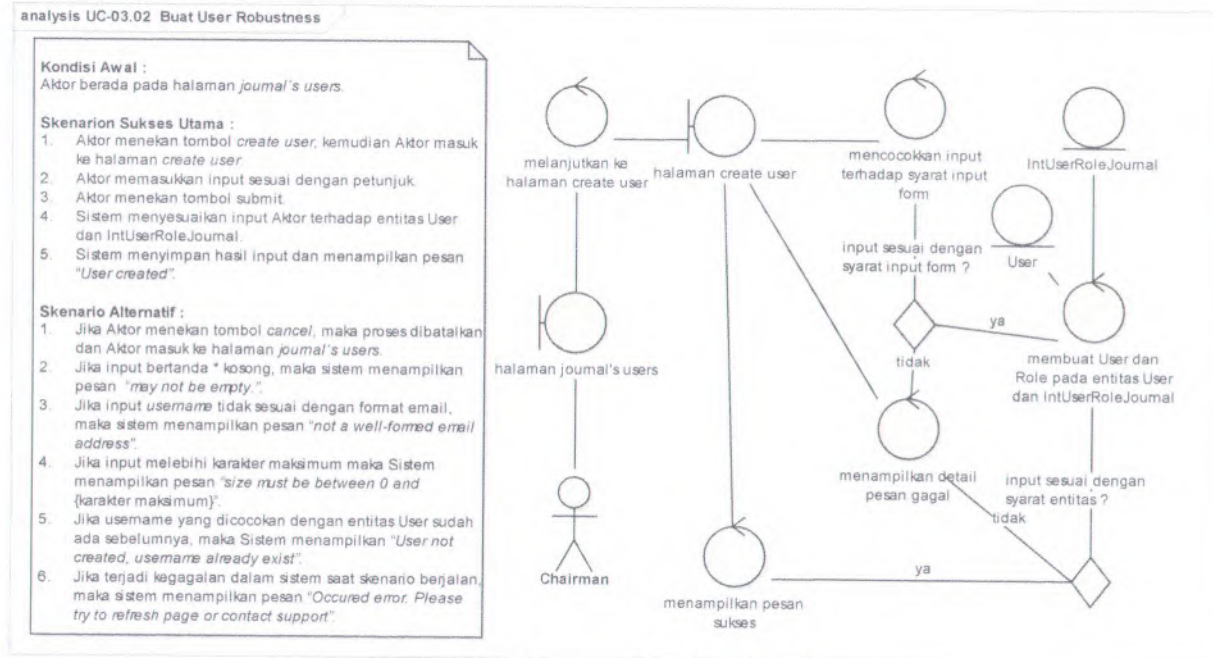 analysis UC-03.02 Buat User Robustness
Kondisi Awal :
Aktor berada pada halaman journal's users.
Skenarion Sukses Utama :
1. Aktor menekan tombol create user, kemudian Aktor masuk
ke halaman create user
2. Aktor memasukkan input sesuai dengan petunjuk.
3. Aktor menekan tombol submit.
4. Sistem menyesuaikan input Aktor terhadap entitas User
dan IntUserRoleJournal.
5. Sistem menyimpan hasil input dan menampilkan pesan
"User created".
Skenario Alternatif :
1. Jika Aktor menekan tombol cancel, maka proses dibatalkan
dan Aktor masuk ke halaman journal's users.
2. Jika input bertanda * kosong, maka sistem menampilkan
pesan "may not be empty.".
3. Jika input username tidak sesuai dengan format email,
maka sistem menampilkan pesan "not a well-formed email
address".
4. Jika input melebihi karakter maksimum maka Sistem
menampilkan pesan "size must be between 0 and
{karakter maksimum}".
5. Jika username yang dicocokan dengan entitas User sudah
ada sebelumnya, maka Sistem menampilkan "User not
created, username already exist".
6. Jika terjadi kegagalan dalam sistem saat skenario berjalan,
maka sistem menampilkan pesan "Occured error. Please
try to refresh page or contact support".
melanjutkan ke
halaman create user
halaman create user
mencocokkan input
terhadap syarat input
form
IntUserRoleJournal
input sesuai dengan
syarat input form ?
User
ya
tidak
halaman journal's users
membuat User dan
Role pada entitas User
dan IntUserRoleJournal
menampilkan detail
pesan gagal
input sesuai dengan
syarat entitas ?
tidak
Chairman
ya
menampilkan pesan
sukses